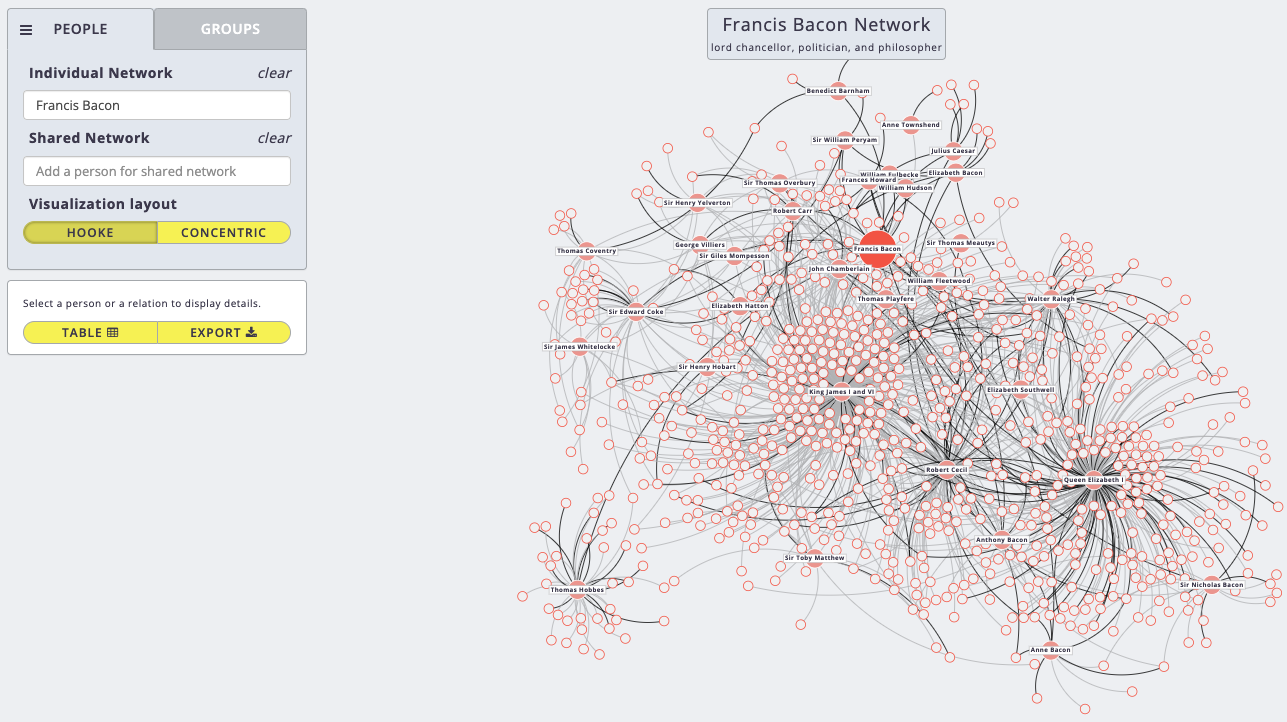 PEOPLE
GROUPS
Individual Network
clear
Francis Bacon
Shared Network
clear
Add a person for shared network
Visualization layout
HOOKE
CONCENTRIC
Select a person or a relation to display details.
TABLE
EXPORT
Francis Bacon Network
lord chancellor, politician, and philosopher
Benedict Barnham
Anne Townshend
Sir William Peryam
Julius Caesar
Elizabeth Bacon
Frances Howard
William Hudson
Sir Thomas Overbury
Sir Henry Yelverton
Robert Carr
George Villiers
Sir Giles Mompesson
Francis Bacon
Sir Thomas Meautys
Thomas Coventry
John Chamberlain
William Fleetwood
Thomas Playfere
Walter Ralegh
Elizabeth Hatton
Sir Edward Coke
Sir James Whitelocke
Sir Henry Hobart
King James I and VI
Elizabeth Southwell
Robert Cecil
Queen Elizabeth I
Anthony Bacon
Sir Toby Matthew
Sir Nicholas Bacon
Thomas Hobbes
Anne Bacon